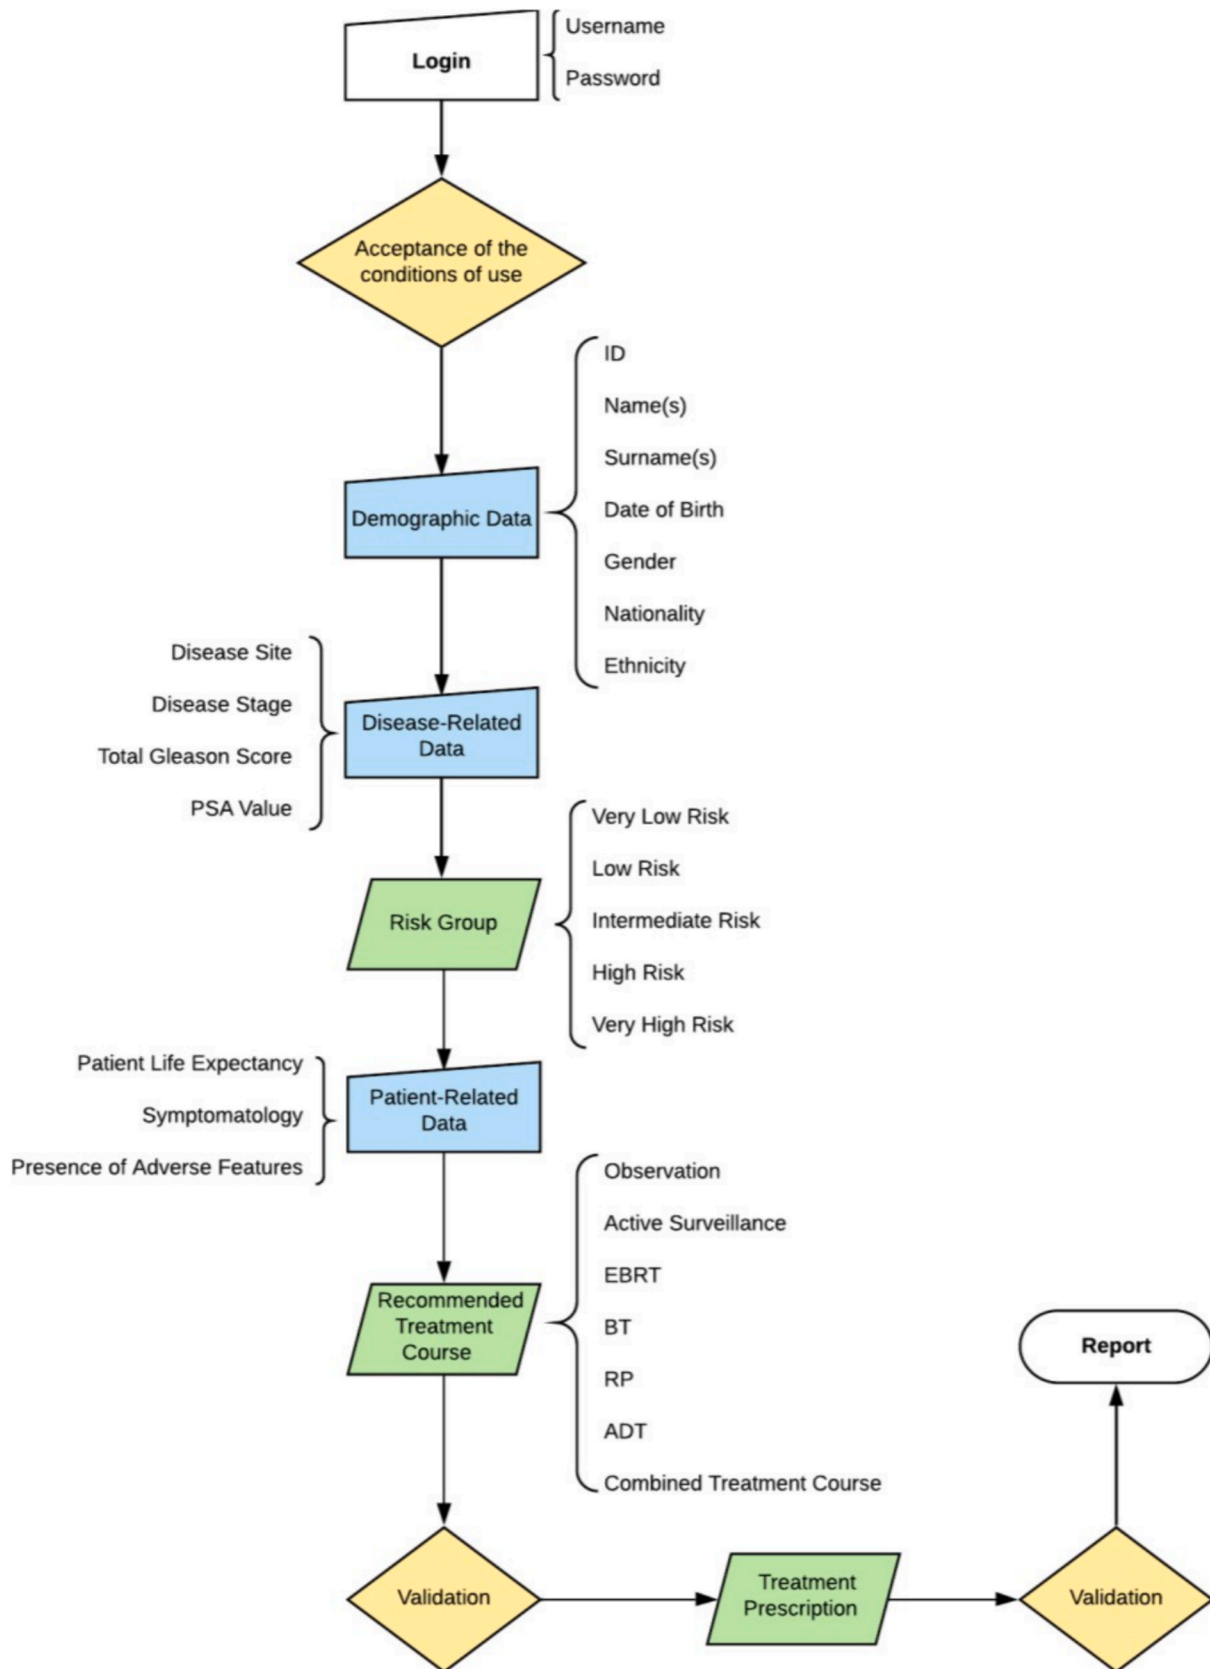 Login
Username
Password
Acceptance of the
conditions of use
ID
Name(s)
Surname(s)
Date of Birth
Gender
Nationality
Ethnicity
Demographic Data
Disease Site
Disease Stage
Total Gleason Score
PSA Value
Disease-Related
Data
Very Low Risk
Low Risk
Intermediate Risk
High Risk
Very High Risk
Risk Group
Patient Life Expectancy
Symptomatology
Presence of Adverse Features
Patient-Related
Data
Observation
Active Surveillance
EBRT
BT
RP
ADT
Combined Treatment Course
Recommended
Treatment
Course
Validation
Treatment
Prescription
Validation
Report